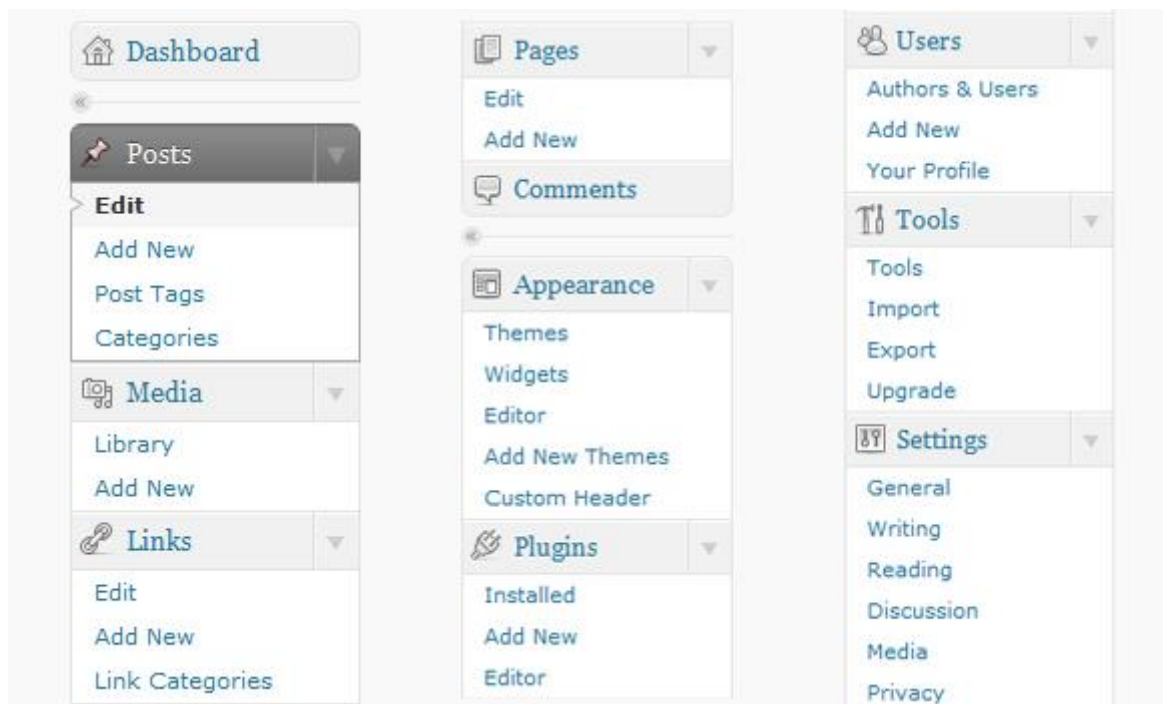 Dashboard
Posts
Edit
Add New
Post Tags
Categories
Media
Library
Add New
Links
Edit
Add New
Link Categories
Pages
Edit
Add New
Comments
Appearance
Themes
Widgets
Editor
Add New Themes
Custom Header
Plugins
Installed
Add New
Editor
Users
Authors & Users
Add New
Your Profile
Tools
Tools
Import
Export
Upgrade
Settings
General
Writing
Reading
Discussion
Media
Privacy